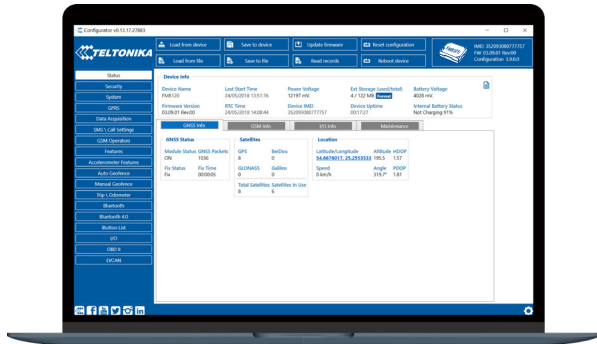 Configurator v0.13.17.27883
TELTONIKA
Load from device
Save to device
Update firmware
Reset configuration
Load from file
Save to file
Read records
Reboot device
IMEI 352093080777757
FW 03.09.01 Rev:00
Configuration 3.9.0.0
Status
Security
System
GPRS
Data Acquisition
SMS \ Call Settings
GSM Operators
Features
Accelerometer Features
Auto Geofence
Manual Geofence
Trip \ Odometer
Bluetooth
Bluetooth 4.0
iButton List
I/O
OBD II
LVCAN
Device Info
Device Name Last Start Time Power Voltage Ext Storage (used/total) Battery Voltage
FMB120 24/05/2018 13:51:16 12197 mV. 4 / 122 MB Format 4028 mV.
Firmware Version RTC Time Device IMEI Device Uptime Internal Battery Status
03.09.01 Rev:00 24/05/2018 14:08:44 352093080777757 00:17:27 Not Charging 91%
GNSS Info GSM Info I/O Info Maintenance
GNSS Status
Module Status GNSS Packets
ON 1036
Fix Status Fix Time
Fix 00:00:05
Satellites
GPS BeiDou
8 0
GLONASS Galileo
0 0
Total Satellites Satellites In Use
8 6
Location
Latitude/Longitude Altitude HDOP
54.6678017, 25.2553533 195.5 1.57
Speed Angle PDOP
0 km/h 319.7° 1.81